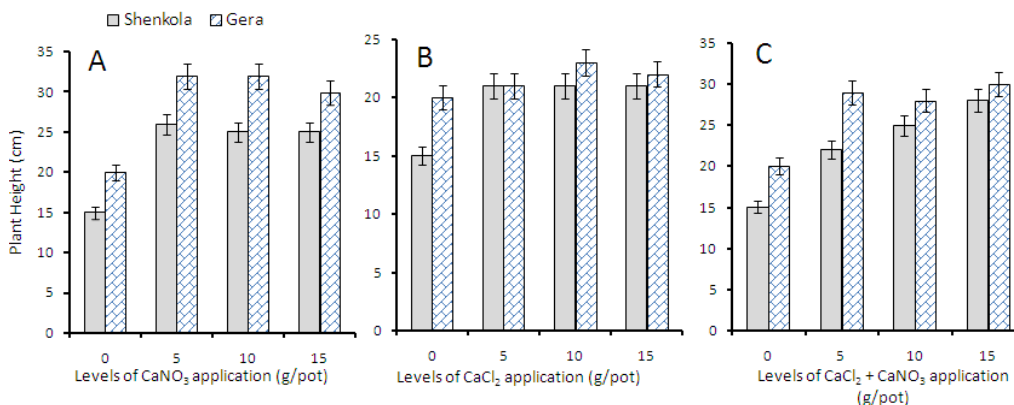 Shenkola Gera
A
35
30
25
20
15
10
5
0
Plant Height (cm)
0 5 10 15
Levels of CaNO₃ application (g/pot)
B
25
20
15
10
5
0
0 5 10 15
Levels of CaCl₂ application (g/pot)
C
35
30
25
20
15
10
5
0
0 5 10 15
Levels of CaCl₂ + CaNO₃ application
(g/pot)